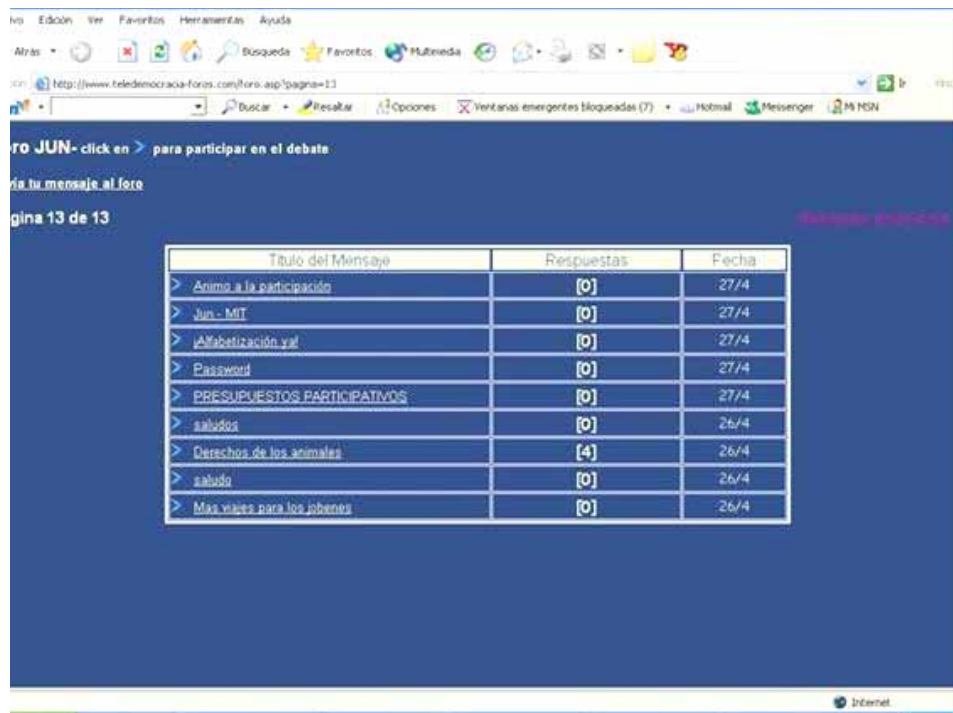 vo Edición Ver Favoritos Herramientas Ayuda
Atrás Búsqueda Favoritos Multimedia
http://www.teledemocracia-foros.com/foro.asp?pagina=13 Ir
Buscar Resaltar Opciones Ventanas emergentes bloqueadas (7) Hotmail Messenger Mi MSN
ro JUN- click en > para participar en el debate
vía tu mensaje al foro
gina 13 de 13
Título del Mensaje Respuestas Fecha
> Animo a la participación [0] 27/4
> Jun - MIT [0] 27/4
> ¡Alfabetización ya! [0] 27/4
> Password [0] 27/4
> PRESUPUESTOS PARTICIPATIVOS [0] 27/4
> saludos [0] 26/4
> Derechos de los animales [4] 26/4
> saludo [0] 26/4
> Mas viajes para los jobenes [0] 26/4
Internet